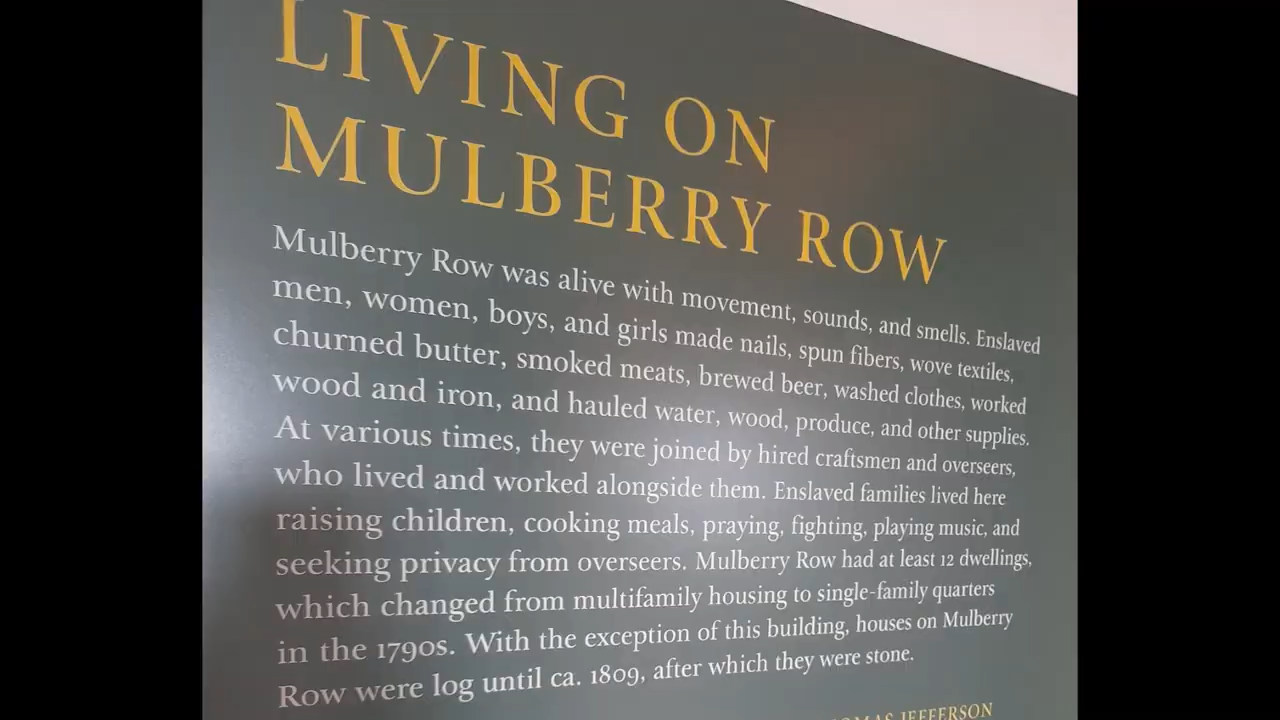 LIVING ON
MULBERRY ROW
Mulberry Row was alive with movement, sounds, and smells. Enslaved
men, women, boys, and girls made nails, spun fibers, wove textiles,
churned butter, smoked meats, brewed beer, washed clothes, worked
wood and iron, and hauled water, wood, produce, and other supplies.
At various times, they were joined by hired craftsmen and overseers,
who lived and worked alongside them. Enslaved families lived here
raising children, cooking meals, praying, fighting, playing music, and
seeking privacy from overseers. Mulberry Row had at least 12 dwellings,
which changed from multifamily housing to single-family quarters
in the 1790s. With the exception of this building, houses on Mulberry
Row were log until ca. 1809, after which they were stone.
JEFFERSON